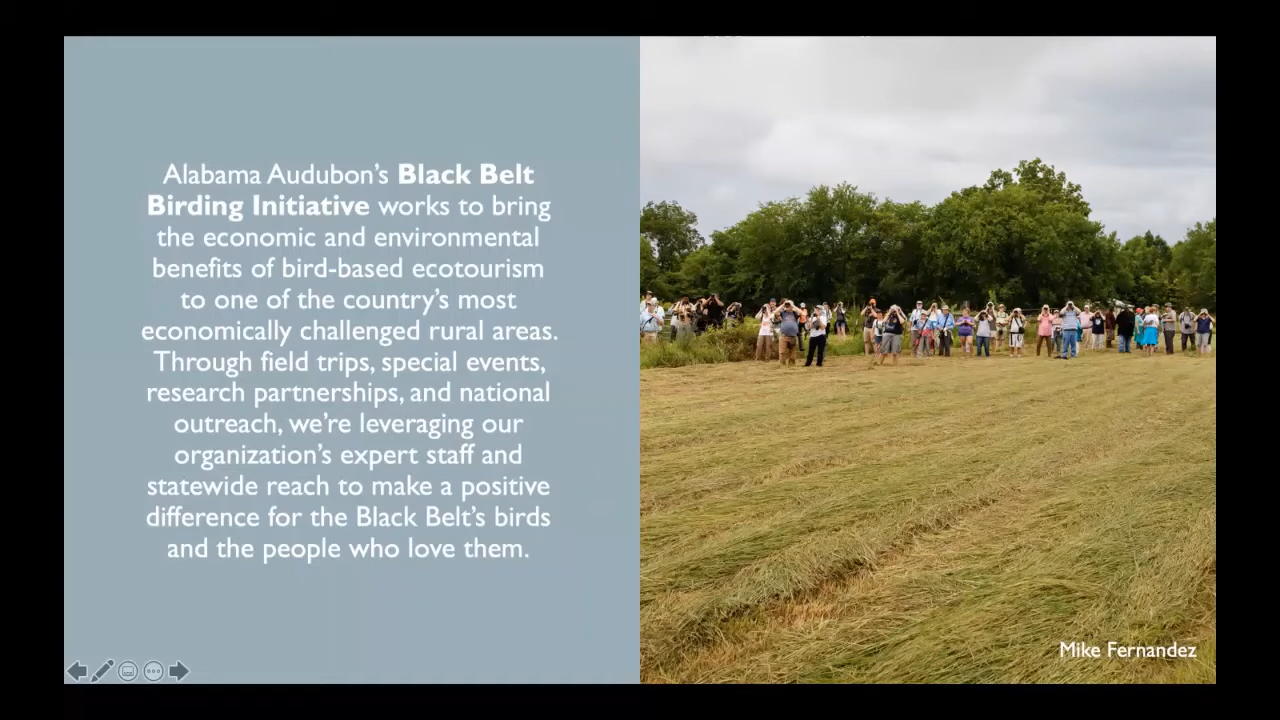 Alabama Audubon’s Black Belt
Birding Initiative works to bring
the economic and environmental
benefits of bird-based ecotourism
to one of the country’s most
economically challenged rural areas.
Through field trips, special events,
research partnerships, and national
outreach, we’re leveraging our
organization’s expert staff and
statewide reach to make a positive
difference for the Black Belt’s birds
and the people who love them.
Mike Fernandez